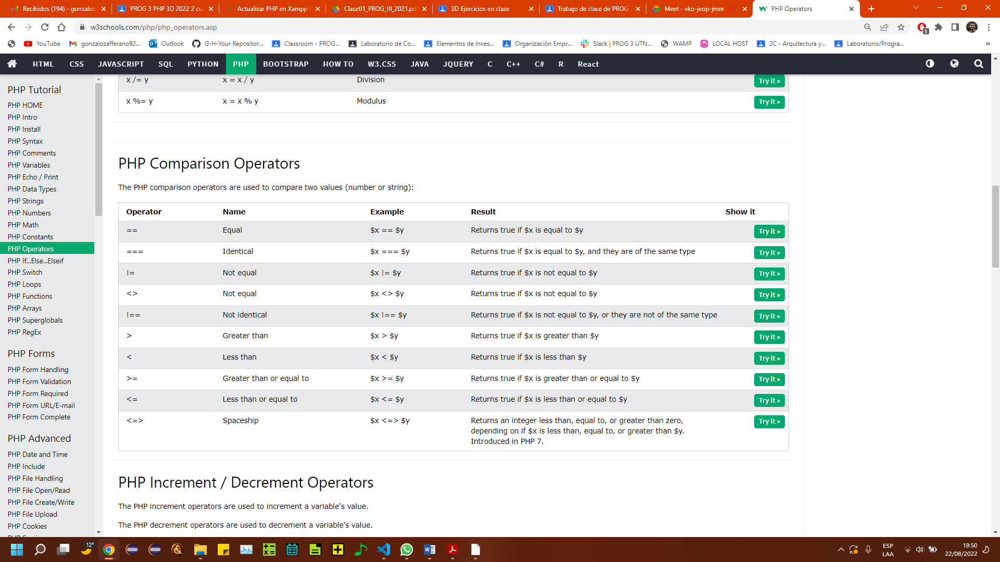 Recibidos (194) - gonzaloz
PROG 3 PHP 3D 2022 2 cu
Actualizar PHP en Xampp
Clase01_PROG_III_2021.pd
3D Ejercicios en clase
Trabajo de clase de PROG
Meet - vko-jeop-jmm
PHP Operators
w3schools.com/php/php_operators.asp
1
YouTube
gonzalozafferano92...
Outlook
G-H-Your Repositor...
Classroom - PROG...
Laboratorio de Co...
Elementos de Inves...
Organización Empr...
Slack | PROG 3 UTN...
WAMP
LOCAL HOST
2C - Arquitectura y...
Laboratorio/Progra...
»
HTML CSS JAVASCRIPT SQL PYTHON PHP BOOTSTRAP HOW TO W3.CSS JAVA JQUERY C C++ C# R React
PHP Tutorial
PHP HOME
PHP Intro
PHP Install
PHP Syntax
PHP Comments
PHP Variables
PHP Echo / Print
PHP Data Types
PHP Strings
PHP Numbers
PHP Math
PHP Constants
PHP Operators
PHP If...Else...Elseif
PHP Switch
PHP Loops
PHP Functions
PHP Arrays
PHP Superglobals
PHP RegEx
PHP Forms
PHP Form Handling
PHP Form Validation
PHP Form Required
PHP Form URL/E-mail
PHP Form Complete
PHP Advanced
PHP Date and Time
PHP Include
PHP File Handling
PHP File Open/Read
PHP File Create/Write
PHP File Upload
PHP Cookies
x /= y x = x / y Division Try it »
x %= y x = x % y Modulus Try it »
PHP Comparison Operators
The PHP comparison operators are used to compare two values (number or string):
Operator Name Example Result Show it
== Equal $x == $y Returns true if $x is equal to $y Try it »
=== Identical $x === $y Returns true if $x is equal to $y, and they are of the same type Try it »
!= Not equal $x != $y Returns true if $x is not equal to $y Try it »
<> Not equal $x <> $y Returns true if $x is not equal to $y Try it »
!== Not identical $x !== $y Returns true if $x is not equal to $y, or they are not of the same type Try it »
> Greater than $x > $y Returns true if $x is greater than $y Try it »
< Less than $x < $y Returns true if $x is less than $y Try it »
>= Greater than or equal to $x >= $y Returns true if $x is greater than or equal to $y Try it »
<= Less than or equal to $x <= $y Returns true if $x is less than or equal to $y Try it »
<=> Spaceship $x <=> $y Returns an integer less than, equal to, or greater than zero, Try it »
depending on if $x is less than, equal to, or greater than $y.
Introduced in PHP 7.
PHP Increment / Decrement Operators
The PHP increment operators are used to increment a variable's value.
The PHP decrement operators are used to decrement a variable's value.
12°
ESP
LAA
19:50
22/08/2022